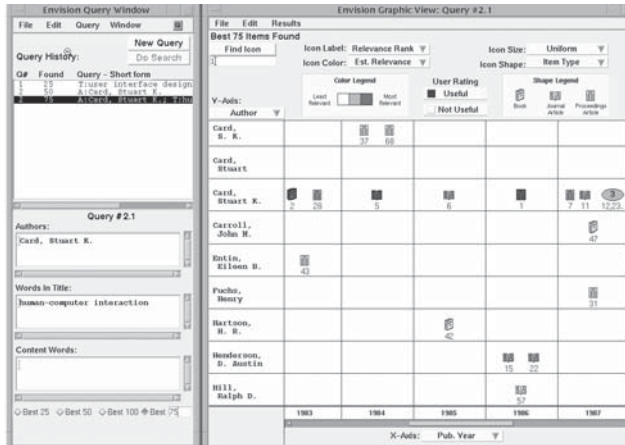 Envision Query Window
File Edit Query Window
New Query
Query History:
Do Search
Q# Found Query - Short form
1 25 T:user interface design
2 50 A:Card, Stuart K.
2 75 A:Card, Stuart K.; T:hu
Query #2.1
Authors:
Card, Stuart K.
Words In Title:
human-computer interaction
Content Words:
Best 25 Best 50 Best 100 Best 75
Envision Graphic View: Query #2.1
File Edit Results
Best 75 Items Found
Find Icon
Icon Label: Relevance Rank
Icon Size: Uniform
1
Icon Color: Est. Relevance
Icon Shape: Item Type
Color Legend
Least Relevant
Most Relevant
User Rating
Useful
Not Useful
Shape Legend
Book
Journal Article
Proceedings Article
Y-Axis:
Author
Card, S. K.
37 68
Card, Stuart
Card, Stuart K.
3
2 28 5 6 1 7 11 12,23..
Carroll, John M.
47
Entin, Eileen B.
43
Fuchs, Henry
31
Hartson, H. R.
42
Henderson, D. Austin
15 22
Hill, Ralph D.
57
1983 1984 1985 1986 1987
X-Axis: Pub. Year